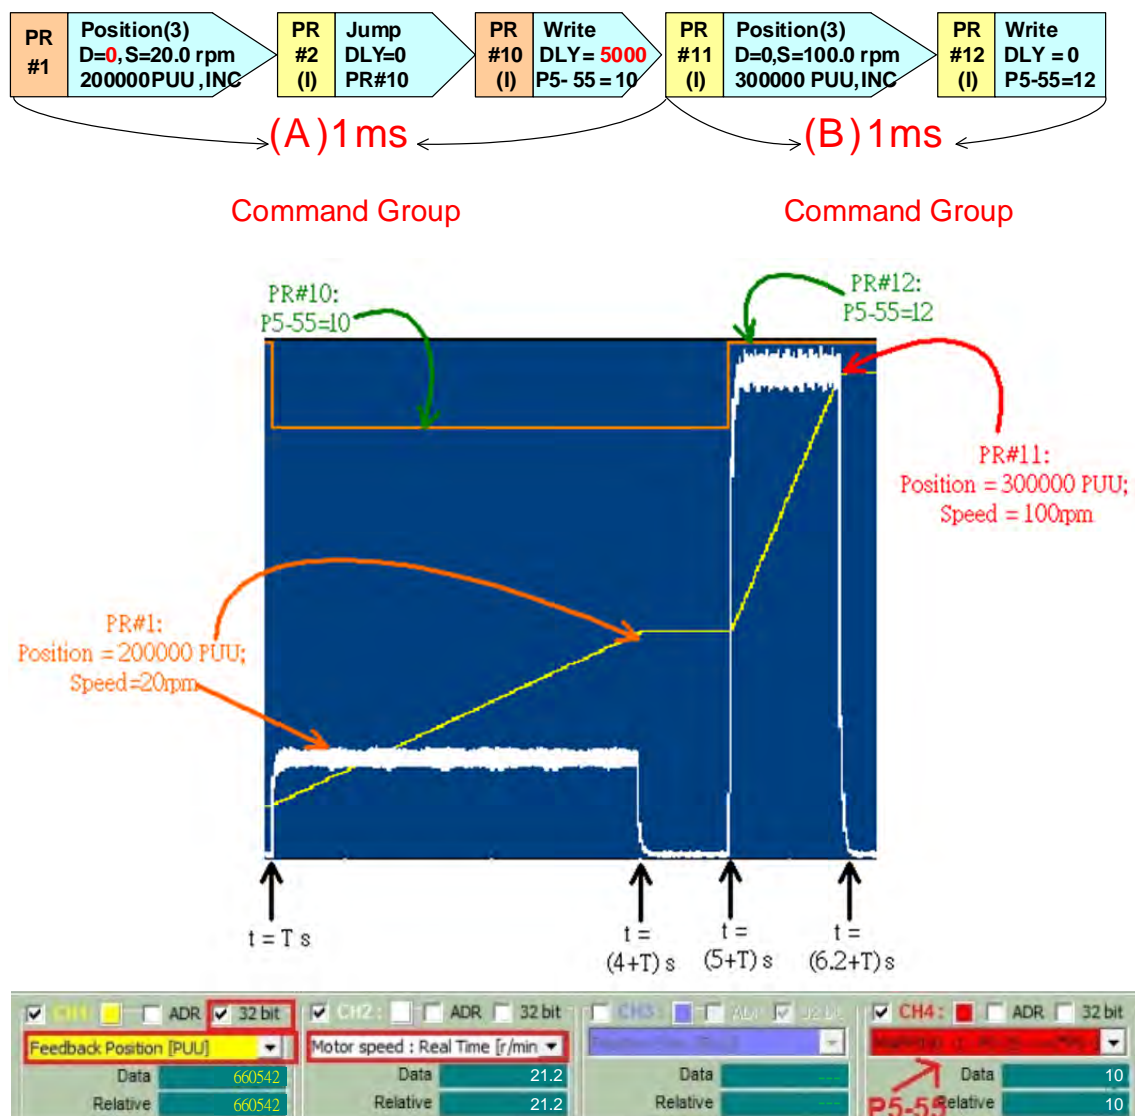 PR
#1
Position(3)
D=0,S=20.0 rpm
200000PUU ,INC
PR
#2
(I)
Jump
DLY=0
PR#10
PR
#10
(I)
Write
DLY= 5000
P5- 55 = 10
PR
#11
(I)
Position(3)
D=0,S=100.0 rpm
300000 PUU,INC
PR
#12
(I)
Write
DLY = 0
P5-55=12
(A)1ms
(B)1ms
Command Group
Command Group
PR#10:
P5-55=10
PR#12:
P5-55=12
PR#11:
Position = 300000 PUU;
Speed = 100rpm
PR#1:
Position = 200000 PUU;
Speed=20rpm
t = T s
t =
(4+T) s
t =
(5+T) s
t =
(6.2+T) s
CH1:
ADR
32 bit
Feedback Position [PUU]
Data
660542
Relative
660542
CH2:
ADR
32 bit
Motor speed : Real Time [r/min
Data
21.2
Relative
21.2
CH3:
ADR
32 bit
Data
---
Relative
---
CH4:
ADR
32 bit
P5-55
Data
10
Relative
10